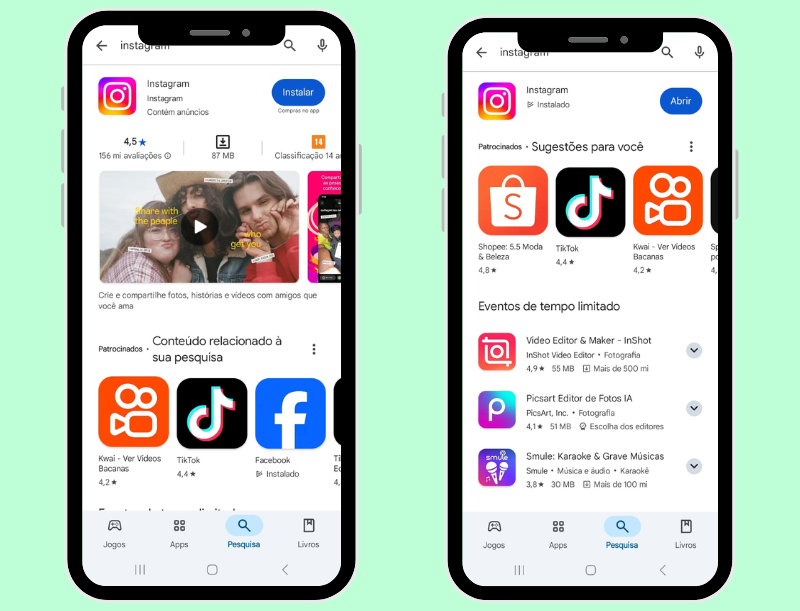 instagram
Instagram
Instagram
Contém anúncios
Instalar
Compras no app
4,5★
156 mi avaliações
87 MB
14
Classificação 14 a
Share with
the people
who
get you
Crie e compartilhe fotos, histórias e vídeos com amigos que
você ama
Patrocinados • Conteúdo relacionado à
sua pesquisa
Kwai - Ver Vídeos
Bacanas
4,2★
TikTok
4,4★
Facebook
Instalado
Jogos
Apps
Pesquisa
Livros
instagram
Instagram
Instalado
Abrir
Patrocinados • Sugestões para você
S
Shopee: 5.5 Moda
& Beleza
4,8★
TikTok
4,4★
Kwai - Ver Vídeos
Bacanas
4,2★
4,
Eventos de tempo limitado
Video Editor & Maker - InShot
InShot Video Editor • Fotografia
4,9★ 55 MB Mais de 500 mi
Picsart Editor de Fotos IA
PicsArt, Inc. • Fotografia
4,1★ 51 MB Escolha dos editores
smule
Smule: Karaoke & Grave Músicas
Smule • Música e áudio • Karaokê
3,8★ 30 MB Mais de 100 mi
Jogos
Apps
Pesquisa
Livros